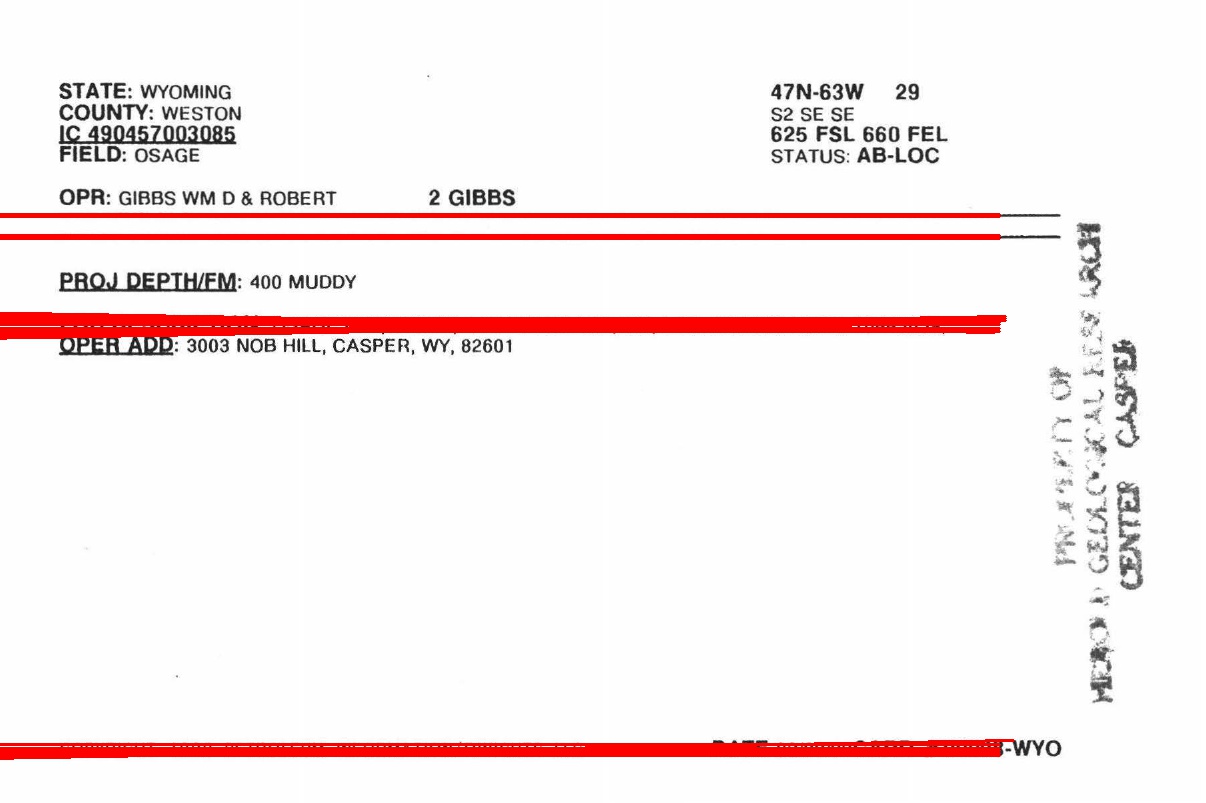 STATE: WYOMING
COUNTY: WESTON
IC 490457003085
FIELD: OSAGE
47N-63W 29
S2 SE SE
625 FSL 660 FEL
STATUS: AB-LOC
OPR: GIBBS WM D & ROBERT 2 GIBBS
PROJ DEPTH/FM: 400 MUDDY
OPER ADD: 3003 NOB HILL, CASPER, WY, 82601
-WYO
PROPERTY OF
GEOLOGICAL RESEARCH
CENTER CASPER